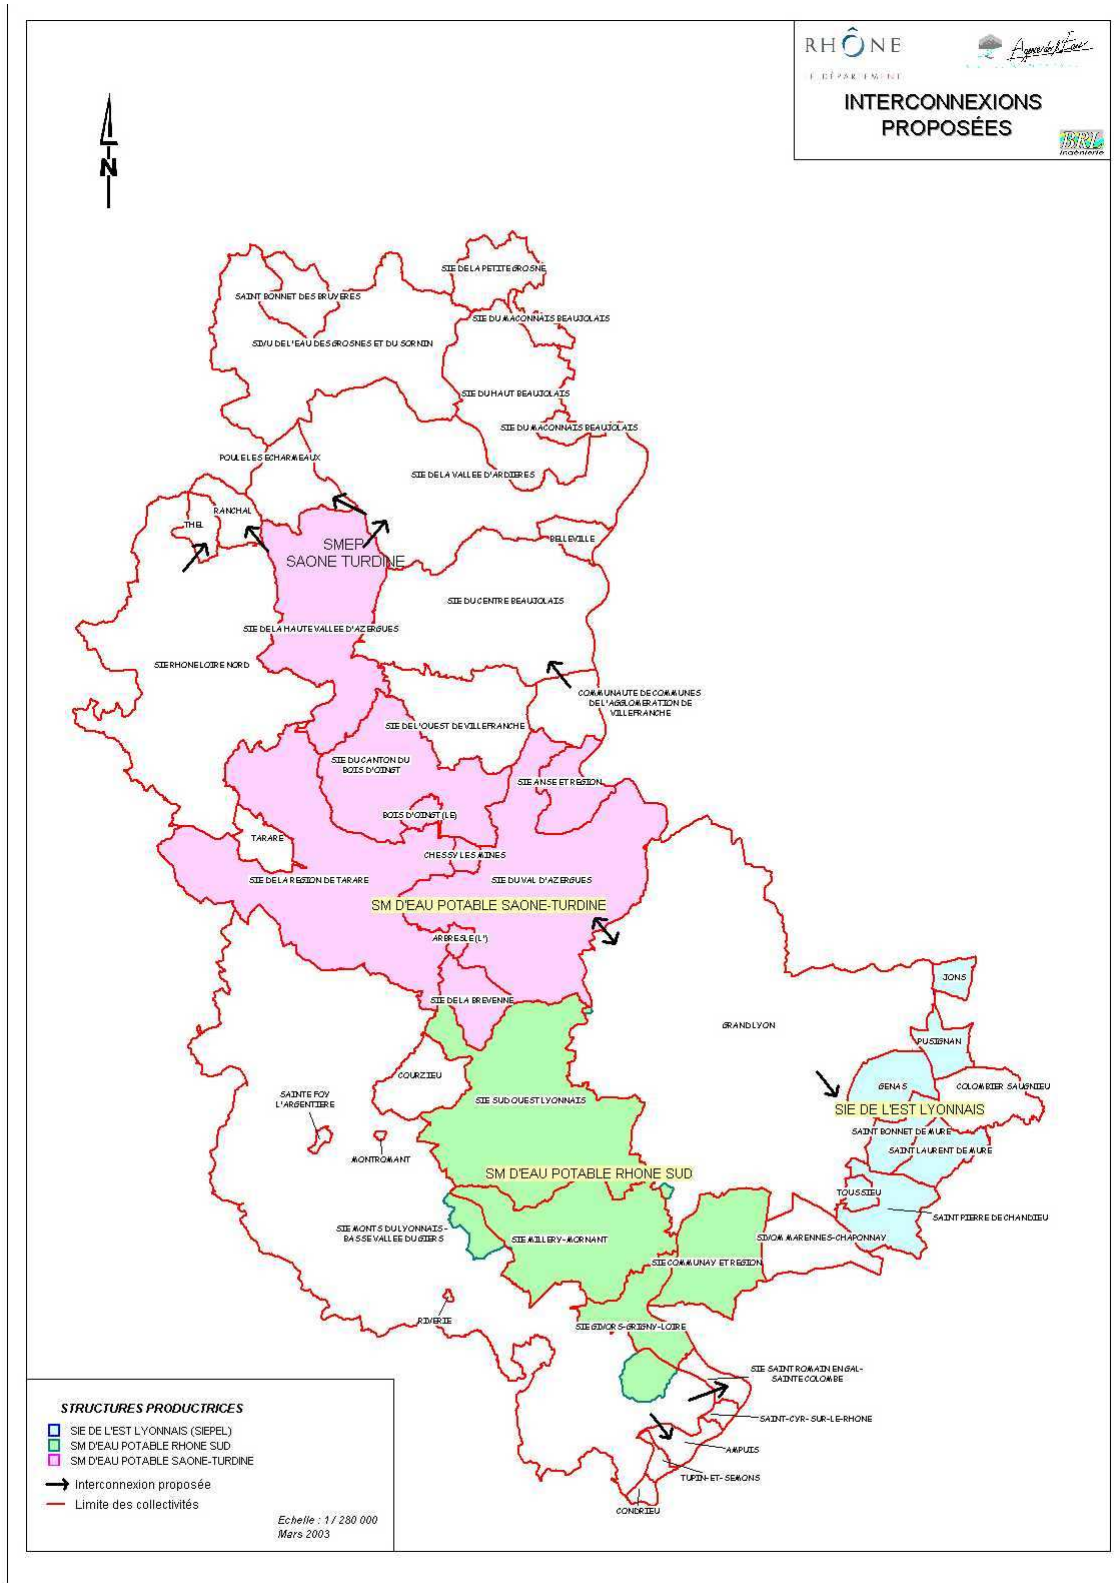 RHÔNE
LE DÉPARTEMENT
Agence de l'Eau
INTERCONNEXIONS
PROPOSÉES
BRL
Ingénierie
N
SIE DE LA PETITE GROSNE
SAINT BONNET DES BRUYERES
SIE DU MACONNAIS BEAUJOLAIS
SIVU DE L'EAU DES GROSNES ET DU SORNIN
SIE DU HAUT BEAUJOLAIS
SIE DU MACONNAIS BEAUJOLAIS
POULE LES ECHARMEAUX
SIE DE LA VALLEE D'ARDIERES
RANCHAL
THEL
BELLEVILLE
SMEP
SAONE TURDINE
SIE DU CENTRE BEAUJOLAIS
SIE DE LA HAUTE VALLEE D'AZERGUES
SIE RHONE LOIRE NORD
COMMUNAUTE DE COMMUNES
DE L'AGGLOMERATION DE
VILLEFRANCHE
SIE DE L'OUEST DE VILLEFRANCHE
SIE DU CANTON DU
BOIS D'OINGT
SIE ANSE ET REGION
BOIS D'OINGT (LE)
TARARE
CHESSY LES MINES
SIE DE LA REGION DE TARARE
SIE DU VAL D'AZERGUES
SM D'EAU POTABLE SAONE-TURDINE
ARBRESLE (L')
JONS
SIE DE LA BREVENNE
GRAND LYON
PUSIGNAN
COURZIEU
GENAS
COLOMBIER SAUGNIEU
SAINTE FOY
L'ARGENTIERE
SIE SUD OUEST LYONNAIS
SIE DE L'EST LYONNAIS
SAINT BONNET DE MURE
SAINT LAURENT DE MURE
MONTROMANT
SM D'EAU POTABLE RHONE SUD
TOUSSIEU
SAINT PIERRE DE CHANDIEU
SIE MONTS DU LYONNAIS -
BASSE VALLEE DU GIERS
SIE MILLERY-MORNANT
SIVOM MARENNES-CHAPONNAY
SIE COMMUNAY ET REGION
RIVERIE
SIE GIVORS-GRIGNY-LOIRE
SIE SAINT ROMAIN EN GAL-
SAINTE COLOMBE
SAINT-CYR-SUR-LE-RHONE
AMPUIS
TUPIN-ET-SEMONS
CONDRIEU
STRUCTURES PRODUCTRICES
SIE DE L'EST LYONNAIS (SIEPEL)
SM D'EAU POTABLE RHONE SUD
SM D'EAU POTABLE SAONE-TURDINE
Interconnexion proposée
Limite des collectivités
Echelle : 1 / 280 000
Mars 2003